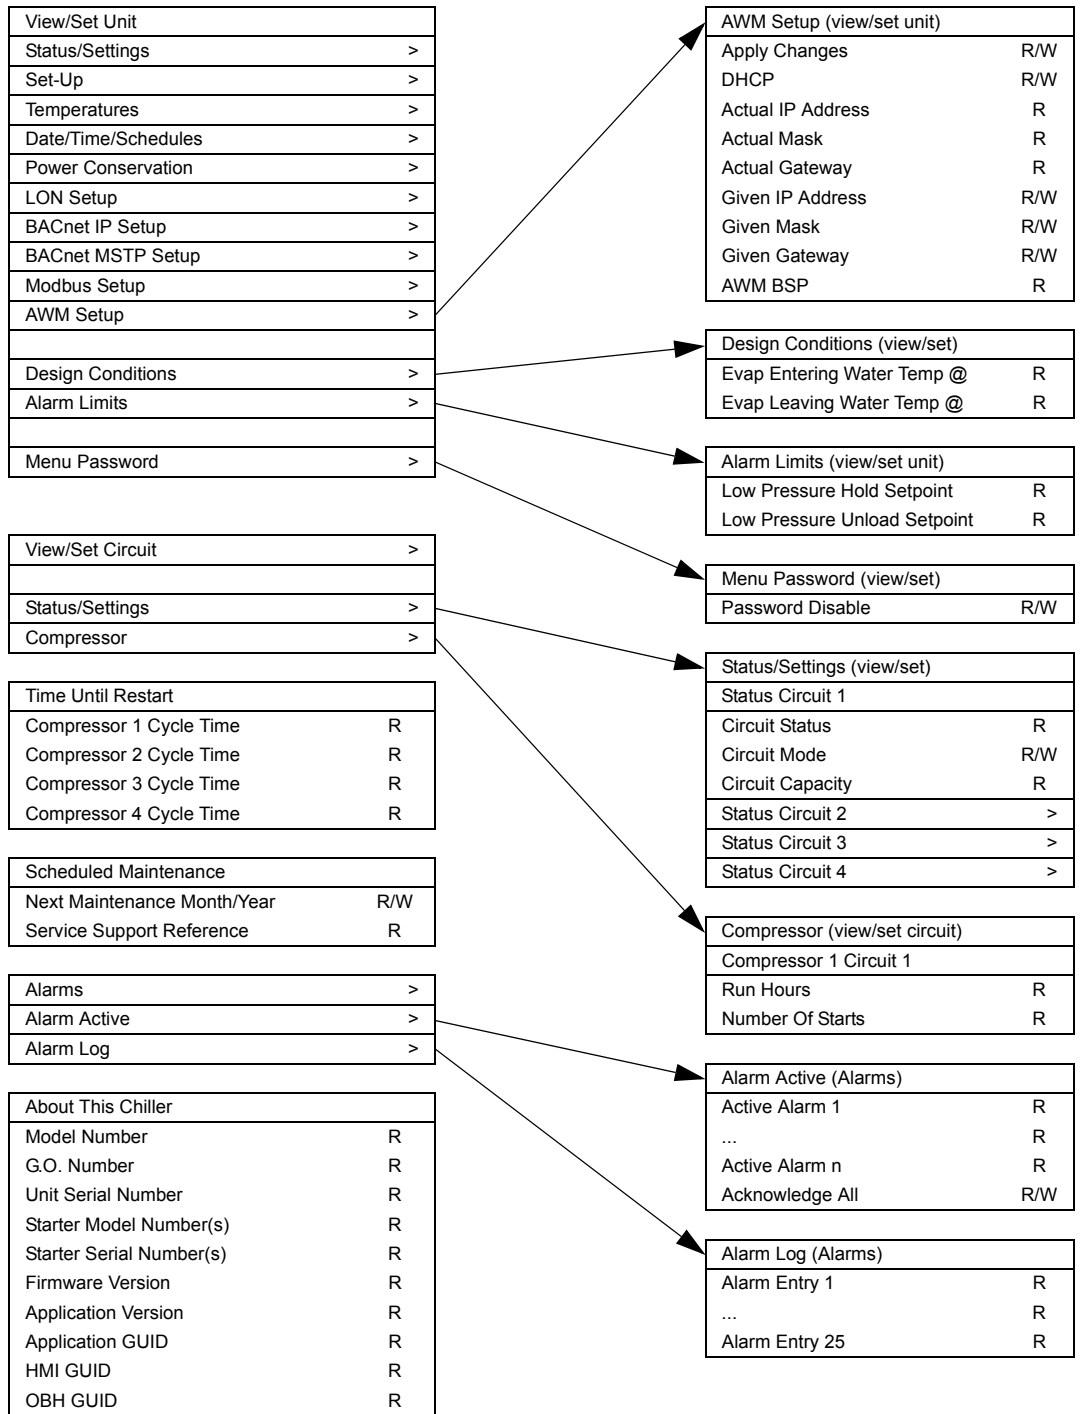 View/Set Unit
Status/Settings >
Set-Up >
Temperatures >
Date/Time/Schedules >
Power Conservation >
LON Setup >
BACnet IP Setup >
BACnet MSTP Setup >
Modbus Setup >
AWM Setup >
Design Conditions >
Alarm Limits >
Menu Password >
View/Set Circuit >
Status/Settings >
Compressor >
Time Until Restart
Compressor 1 Cycle Time R
Compressor 2 Cycle Time R
Compressor 3 Cycle Time R
Compressor 4 Cycle Time R
Scheduled Maintenance
Next Maintenance Month/Year R/W
Service Support Reference R
Alarms >
Alarm Active >
Alarm Log >
About This Chiller
Model Number R
G.O. Number R
Unit Serial Number R
Starter Model Number(s) R
Starter Serial Number(s) R
Firmware Version R
Application Version R
Application GUID R
HMI GUID R
OBH GUID R
AWM Setup (view/set unit)
Apply Changes R/W
DHCP R/W
Actual IP Address R
Actual Mask R
Actual Gateway R
Given IP Address R/W
Given Mask R/W
Given Gateway R/W
AWM BSP R
Design Conditions (view/set)
Evap Entering Water Temp @ R
Evap Leaving Water Temp @ R
Alarm Limits (view/set unit)
Low Pressure Hold Setpoint R
Low Pressure Unload Setpoint R
Menu Password (view/set)
Password Disable R/W
Status/Settings (view/set)
Status Circuit 1
Circuit Status R
Circuit Mode R/W
Circuit Capacity R
Status Circuit 2 >
Status Circuit 3 >
Status Circuit 4 >
Compressor (view/set circuit)
Compressor 1 Circuit 1
Run Hours R
Number Of Starts R
Alarm Active (Alarms)
Active Alarm 1 R
... R
Active Alarm n R
Acknowledge All R/W
Alarm Log (Alarms)
Alarm Entry 1 R
... R
Alarm Entry 25 R